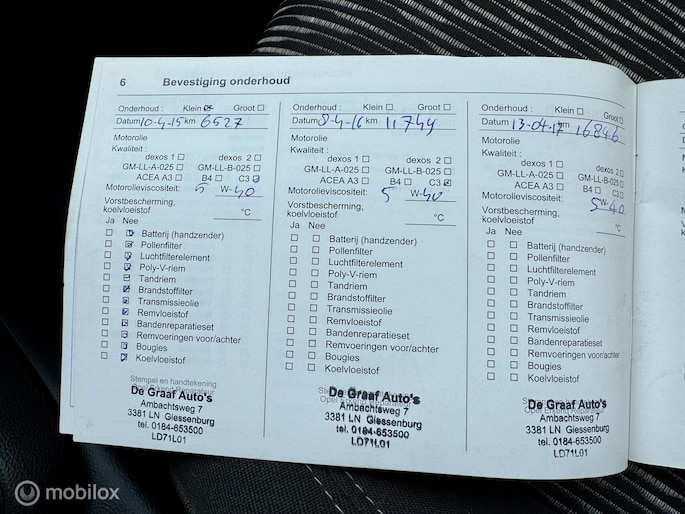 6 Bevestiging onderhoud
Onderhoud : Klein Groot
Datum 10-4-15 km 6527
Motorolie
Kwaliteit :
dexos 1 dexos 2
GM-LL-A-025 GM-LL-B-025
ACEA A3 B4 C3
Motorolieviscositeit: 5 W-40
Vorstbescherming,
koelvloeistof °C
Ja Nee
Batterij (handzender)
Pollenfilter
Luchtfilterelement
Poly-V-riem
Tandriem
Brandstoffilter
Transmissieolie
Remvloeistof
Bandenreparatieset
Remvoeringen voor/achter
Bougies
Koelvloeistof
Stempel en handtekening
Opel Erkend Reparateur
De Graaf Auto's
Ambachtsweg 7
3381 LN Giessenburg
tel. 0184-653500
LD71L01
Onderhoud : Klein Groot
Datum 8-4-16 km 11749
Motorolie
Kwaliteit :
dexos 1 dexos 2
GM-LL-A-025 GM-LL-B-025
ACEA A3 B4 C3
Motorolieviscositeit: 5 W-40
Vorstbescherming,
koelvloeistof °C
Ja Nee
Batterij (handzender)
Pollenfilter
Luchtfilterelement
Poly-V-riem
Tandriem
Brandstoffilter
Transmissieolie
Remvloeistof
Bandenreparatieset
Remvoeringen voor/achter
Bougies
Koelvloeistof
De Graaf Auto's
Ambachtsweg 7
3381 LN Giessenburg
tel. 0184-653500
LD71L01
Onderhoud : Klein Groot
Datum 13-04-17 km 16846
Motorolie
Kwaliteit :
dexos 1 dexos 2
GM-LL-A-025 GM-LL-B-025
ACEA A3 B4 C3
Motorolieviscositeit: 5 W-40
Vorstbescherming,
koelvloeistof °C
Ja Nee
Batterij (handzender)
Pollenfilter
Luchtfilterelement
Poly-V-riem
Tandriem
Brandstoffilter
Transmissieolie
Remvloeistof
Bandenreparatieset
Remvoeringen voor/achter
Bougies
Koelvloeistof
De Graaf Auto's
Ambachtsweg 7
3381 LN Giessenburg
tel. 0184-653500
LD71L01
mobilox